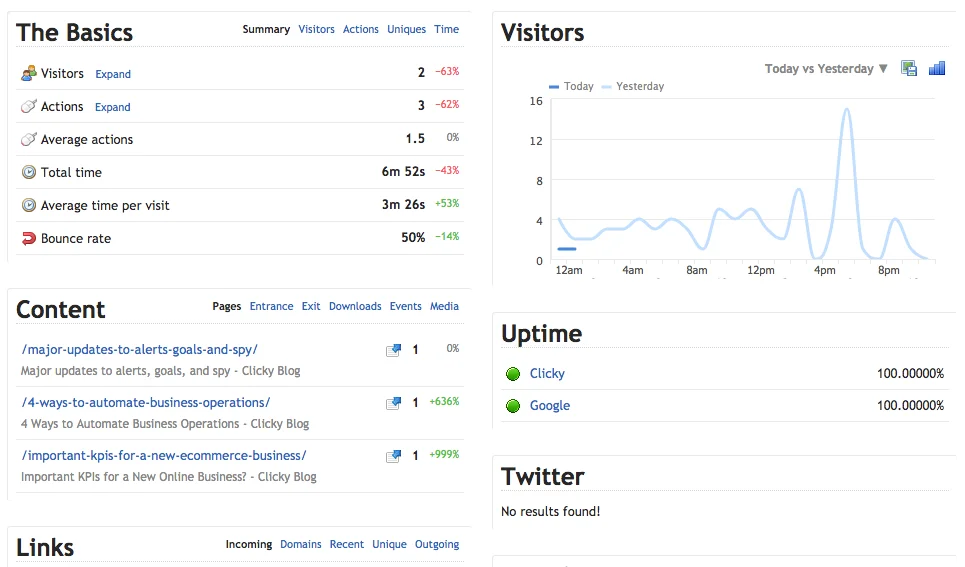 The Basics
Summary Visitors Actions Uniques Time
Visitors Expand 2 −63%
Actions Expand 3 −62%
Average actions 1.5 0%
Total time 6m 52s −43%
Average time per visit 3m 26s +53%
Bounce rate 50% −14%
Content
Pages Entrance Exit Downloads Events Media
/major-updates-to-alerts-goals-and-spy/ 1 0%
Major updates to alerts, goals, and spy - Clicky Blog
/4-ways-to-automate-business-operations/ 1 +636%
4 Ways to Automate Business Operations - Clicky Blog
/important-kpis-for-a-new-ecommerce-business/ 1 +999%
Important KPIs for a New Online Business? - Clicky Blog
Links
Incoming Domains Recent Unique Outgoing
Visitors
Today vs Yesterday ▼
Today Yesterday
16
12
8
4
0
12am 4am 8am 12pm 4pm 8pm
Uptime
Clicky 100.00000%
Google 100.00000%
Twitter
No results found!